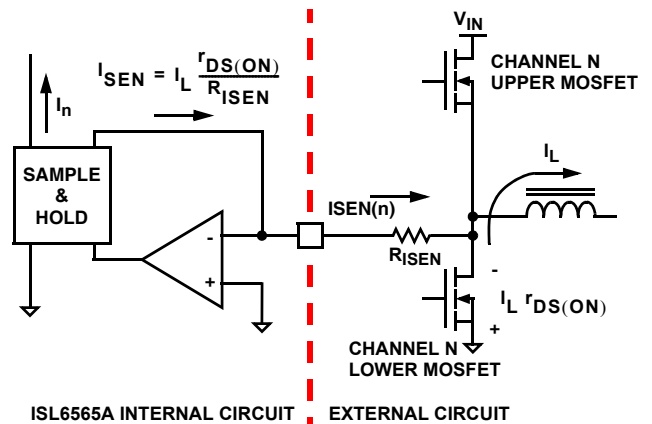 V_IN
CHANNEL N
UPPER MOSFET
I_SEN = I_L r_DS(ON) / R_ISEN
I_n
I_L
SAMPLE
&
HOLD
ISEN(n)
-
+
R_ISEN
-
I_L r_DS(ON)
+
CHANNEL N
LOWER MOSFET
ISL6565A INTERNAL CIRCUIT
EXTERNAL CIRCUIT